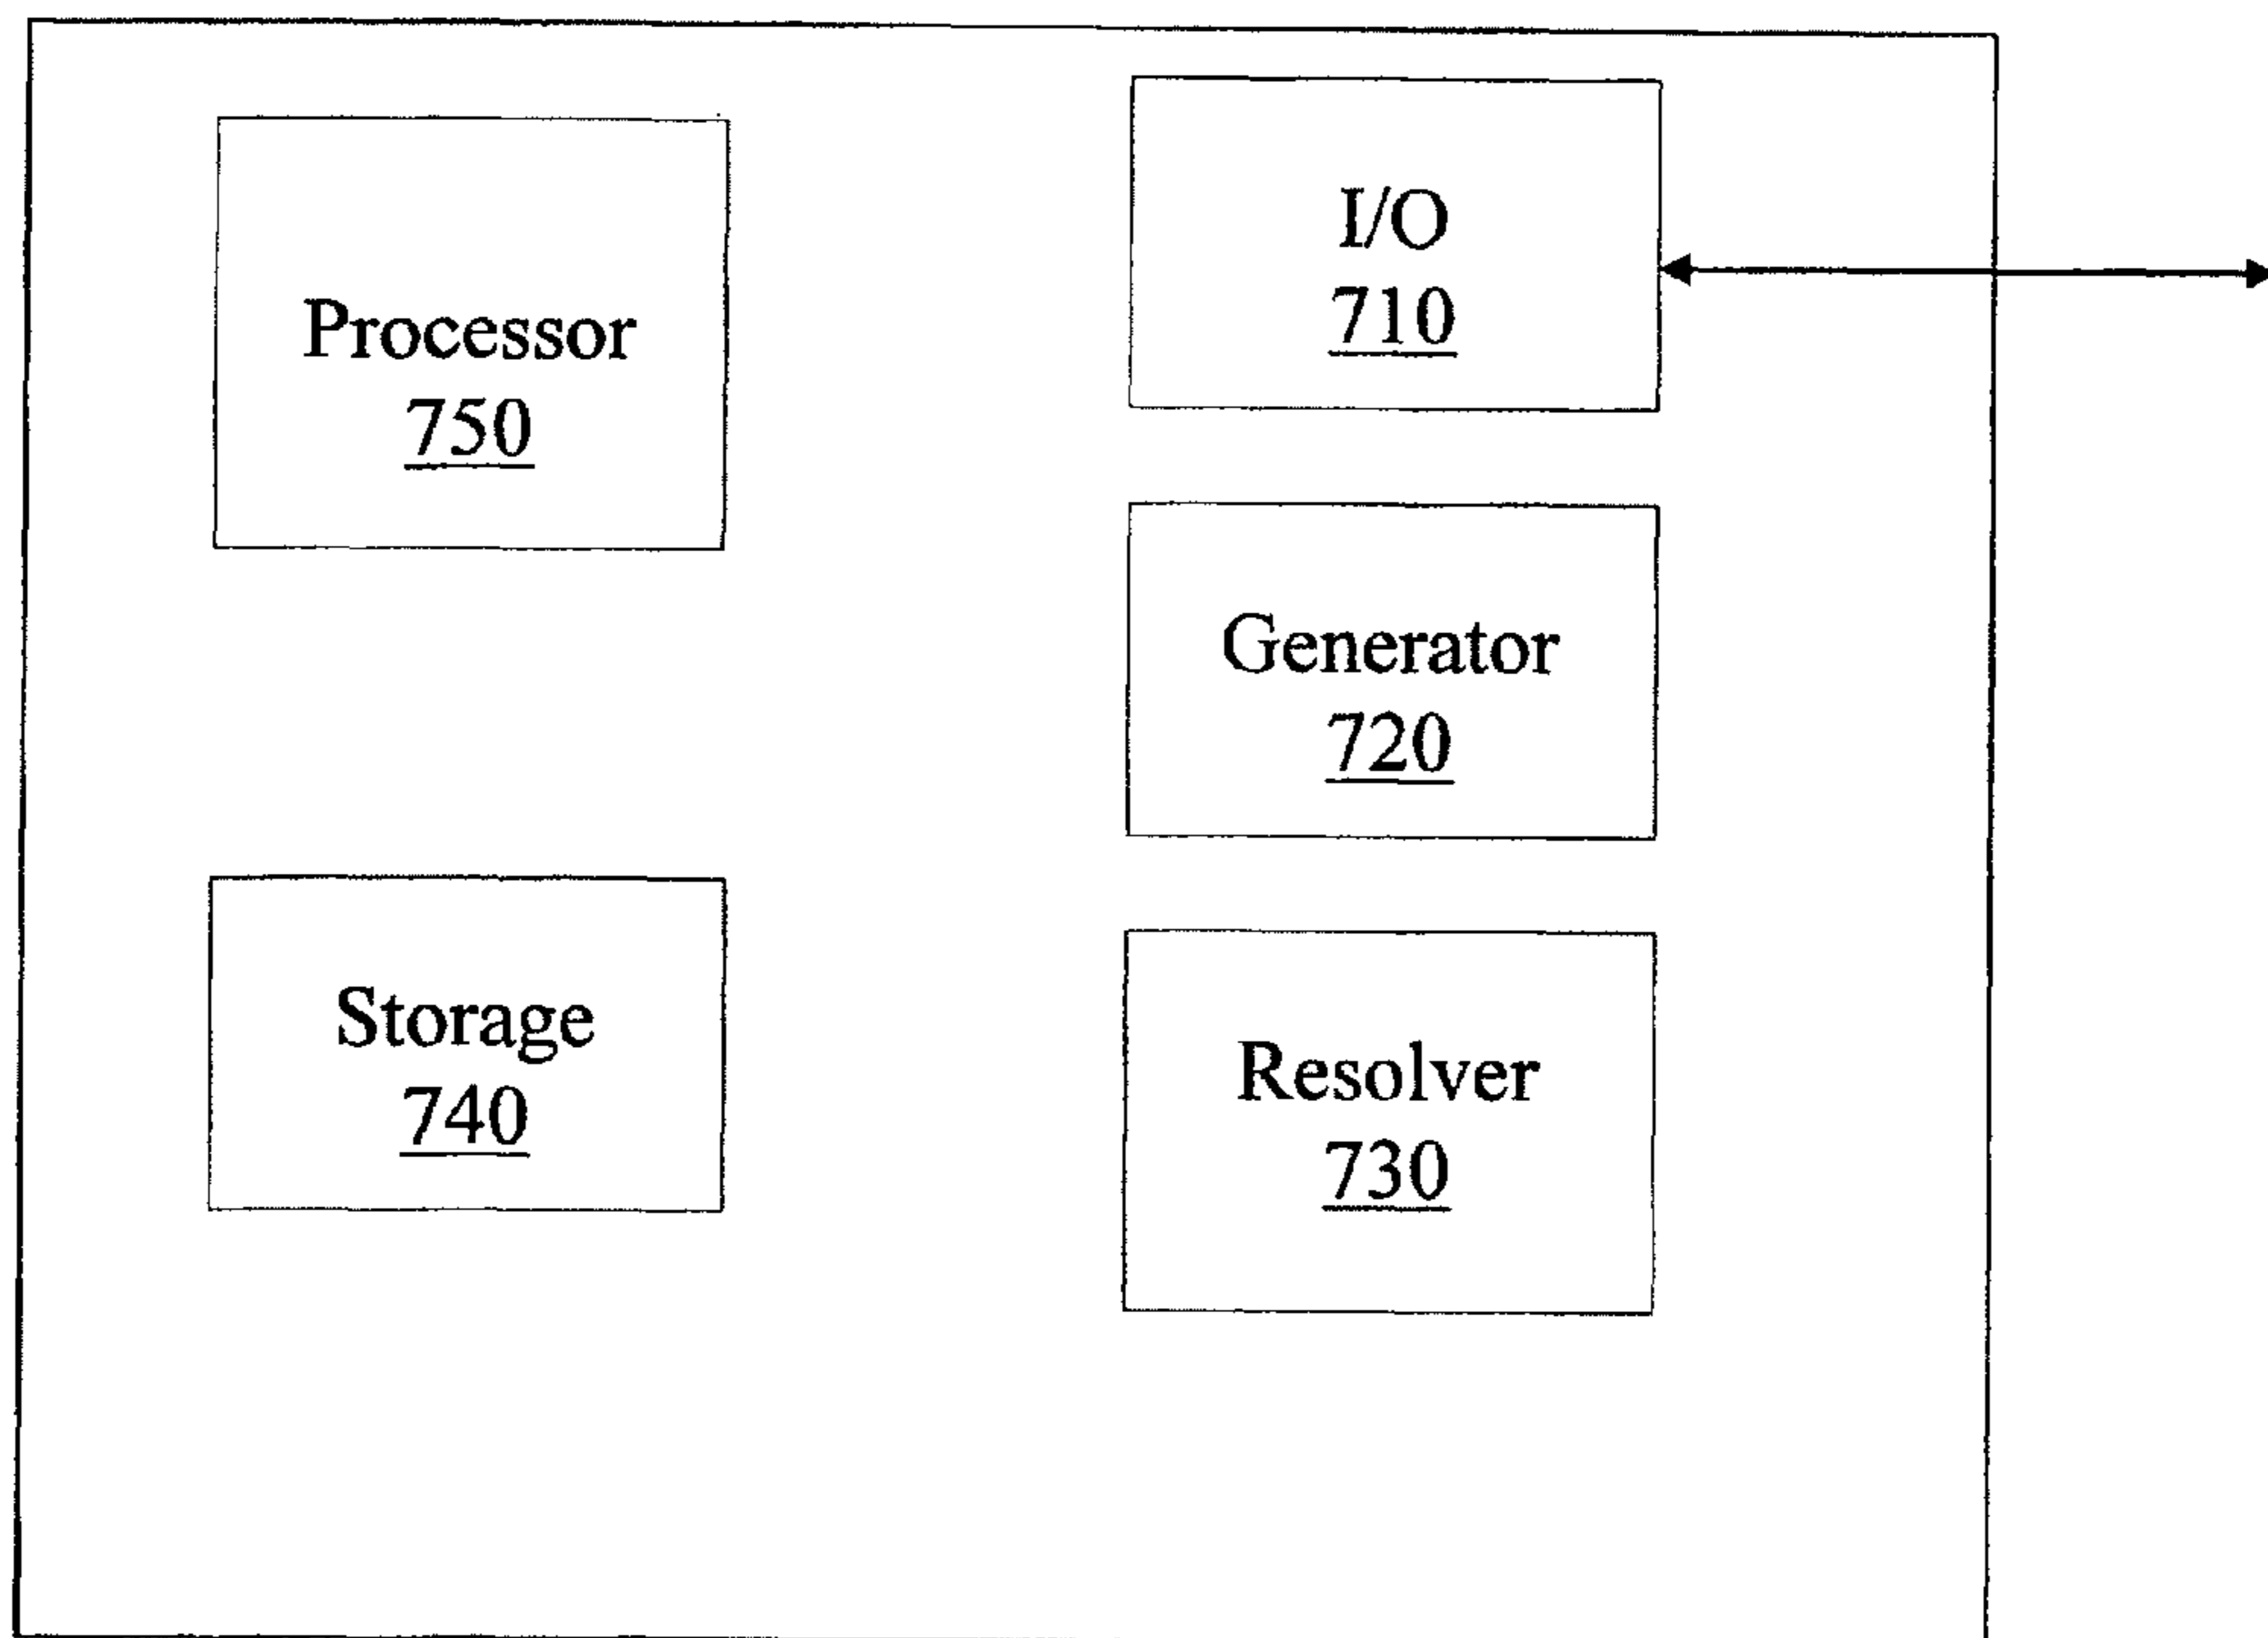 Processor
750
I/O
710
Generator
720
Storage
740
Resolver
730